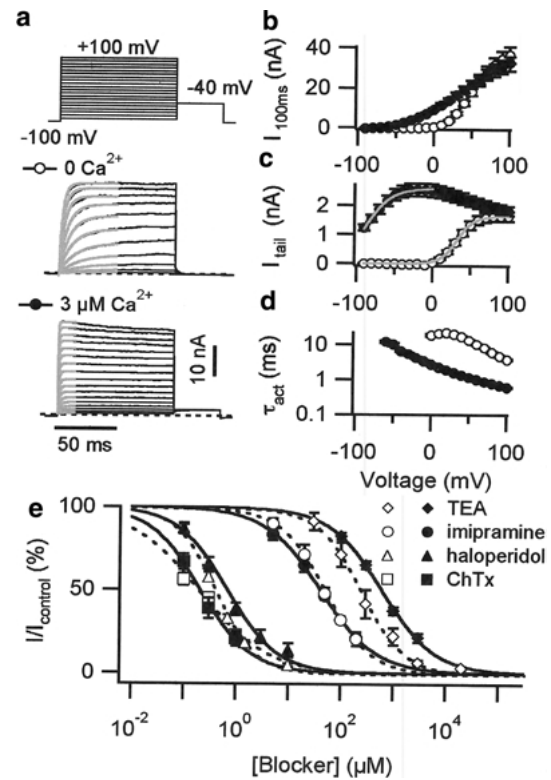 a
+100 mV
-40 mV
-100 mV
0 Ca²⁺
3 µM Ca²⁺
10 nA
50 ms
b
I100ms (nA)
40
20
0
-100 0 100
c
Itail (nA)
2
1
0
-100 0 100
d
τact (ms)
10
1
0.1
-100 0 100
Voltage (mV)
e
I/Icontrol (%)
100
50
0
TEA
imipramine
haloperidol
ChTx
10⁻² 10⁰ 10² 10⁴
[Blocker] (µM)